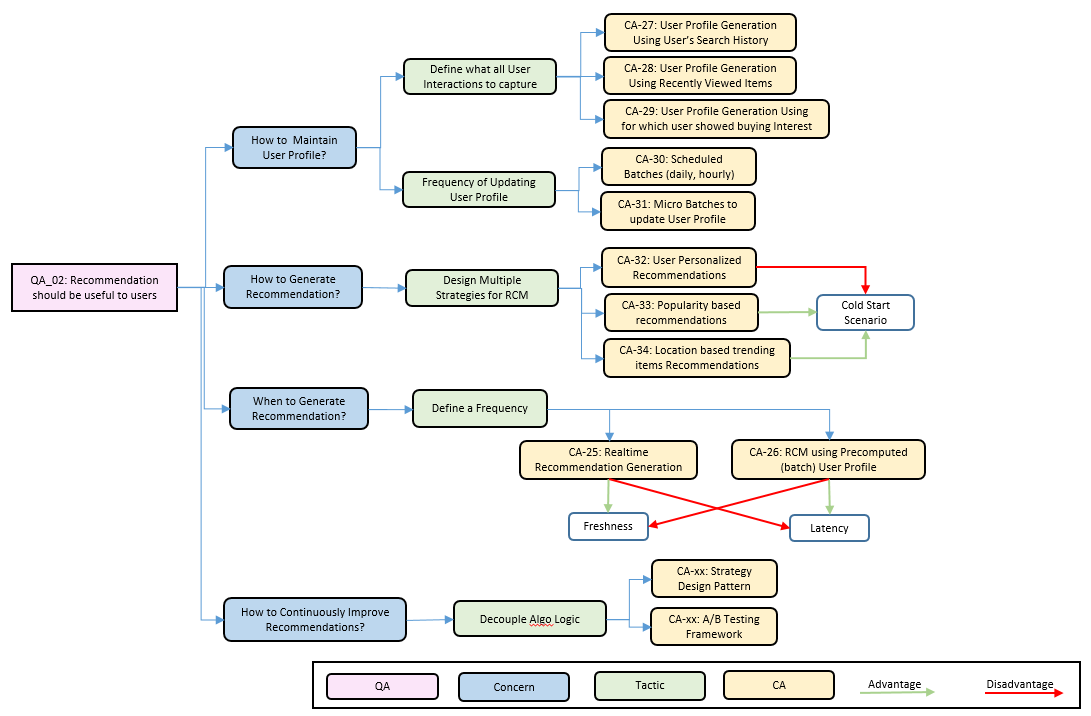 CA-27: User Profile Generation
Using User's Search History
Define what all User
Interactions to capture
CA-28: User Profile Generation
Using Recently Viewed Items
CA-29: User Profile Generation Using
for which user showed buying Interest
How to Maintain
User Profile?
CA-30: Scheduled
Batches (daily, hourly)
Frequency of Updating
User Profile
CA-31: Micro Batches to
update User Profile
QA_02: Recommendation
should be useful to users
How to Generate
Recommendation?
Design Multiple
Strategies for RCM
CA-32: User Personalized
Recommendations
CA-33: Popularity based
recommendations
CA-34: Location based trending
items Recommendations
Cold Start
Scenario
When to Generate
Recommendation?
Define a Frequency
CA-25: Realtime
Recommendation Generation
CA-26: RCM using Precomputed
(batch) User Profile
Freshness
Latency
How to Continuously Improve
Recommendations?
Decouple Algo Logic
CA-xx: Strategy
Design Pattern
CA-xx: A/B Testing
Framework
QA
Concern
Tactic
CA
Advantage
Disadvantage